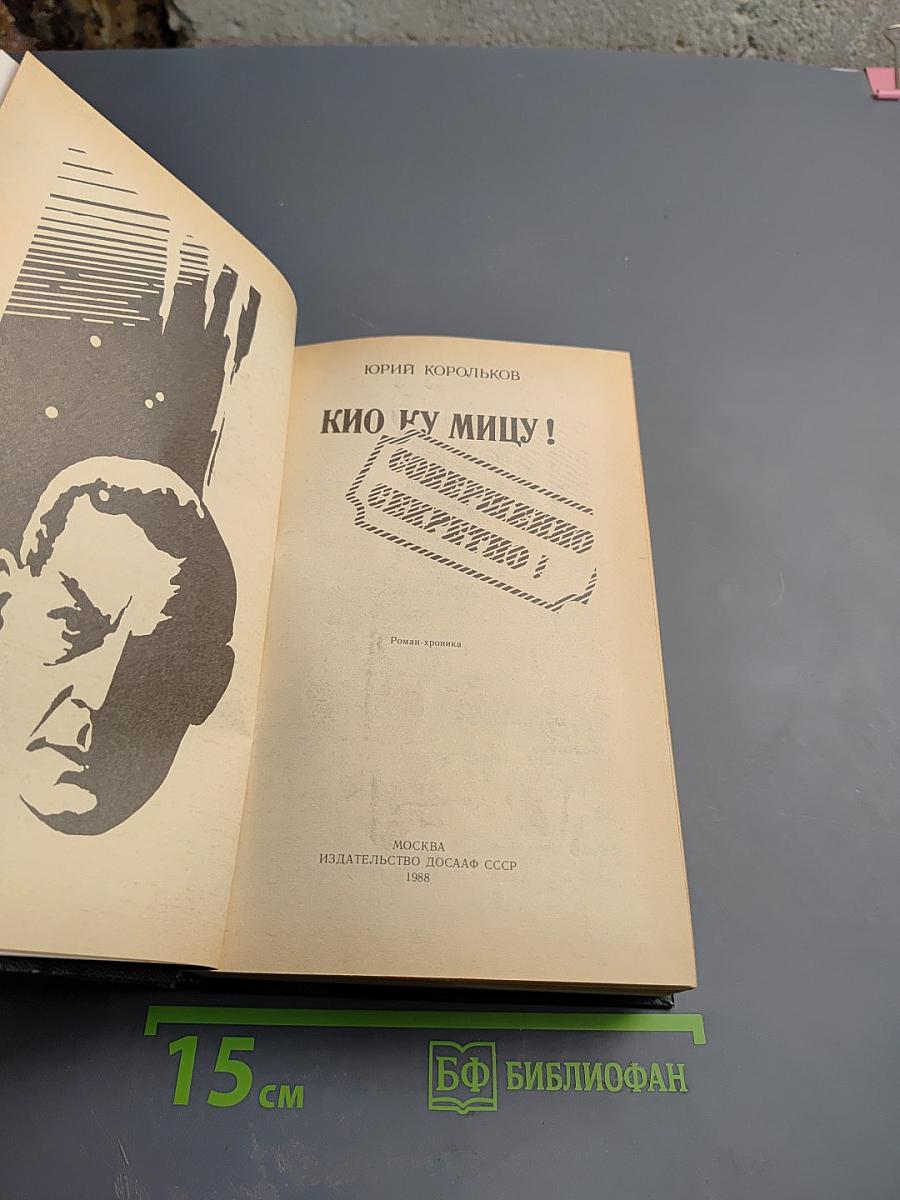 ЮРИЙ КОРОЛЬКОВ
КИО КУ МИЦУ!
СОВЕРШЕННО
СЕКРЕТНО!
Роман-хроника
МОСКВА
ИЗДАТЕЛЬСТВО ДОСААФ СССР
1988
15 см
БФ БИБЛИОФАН